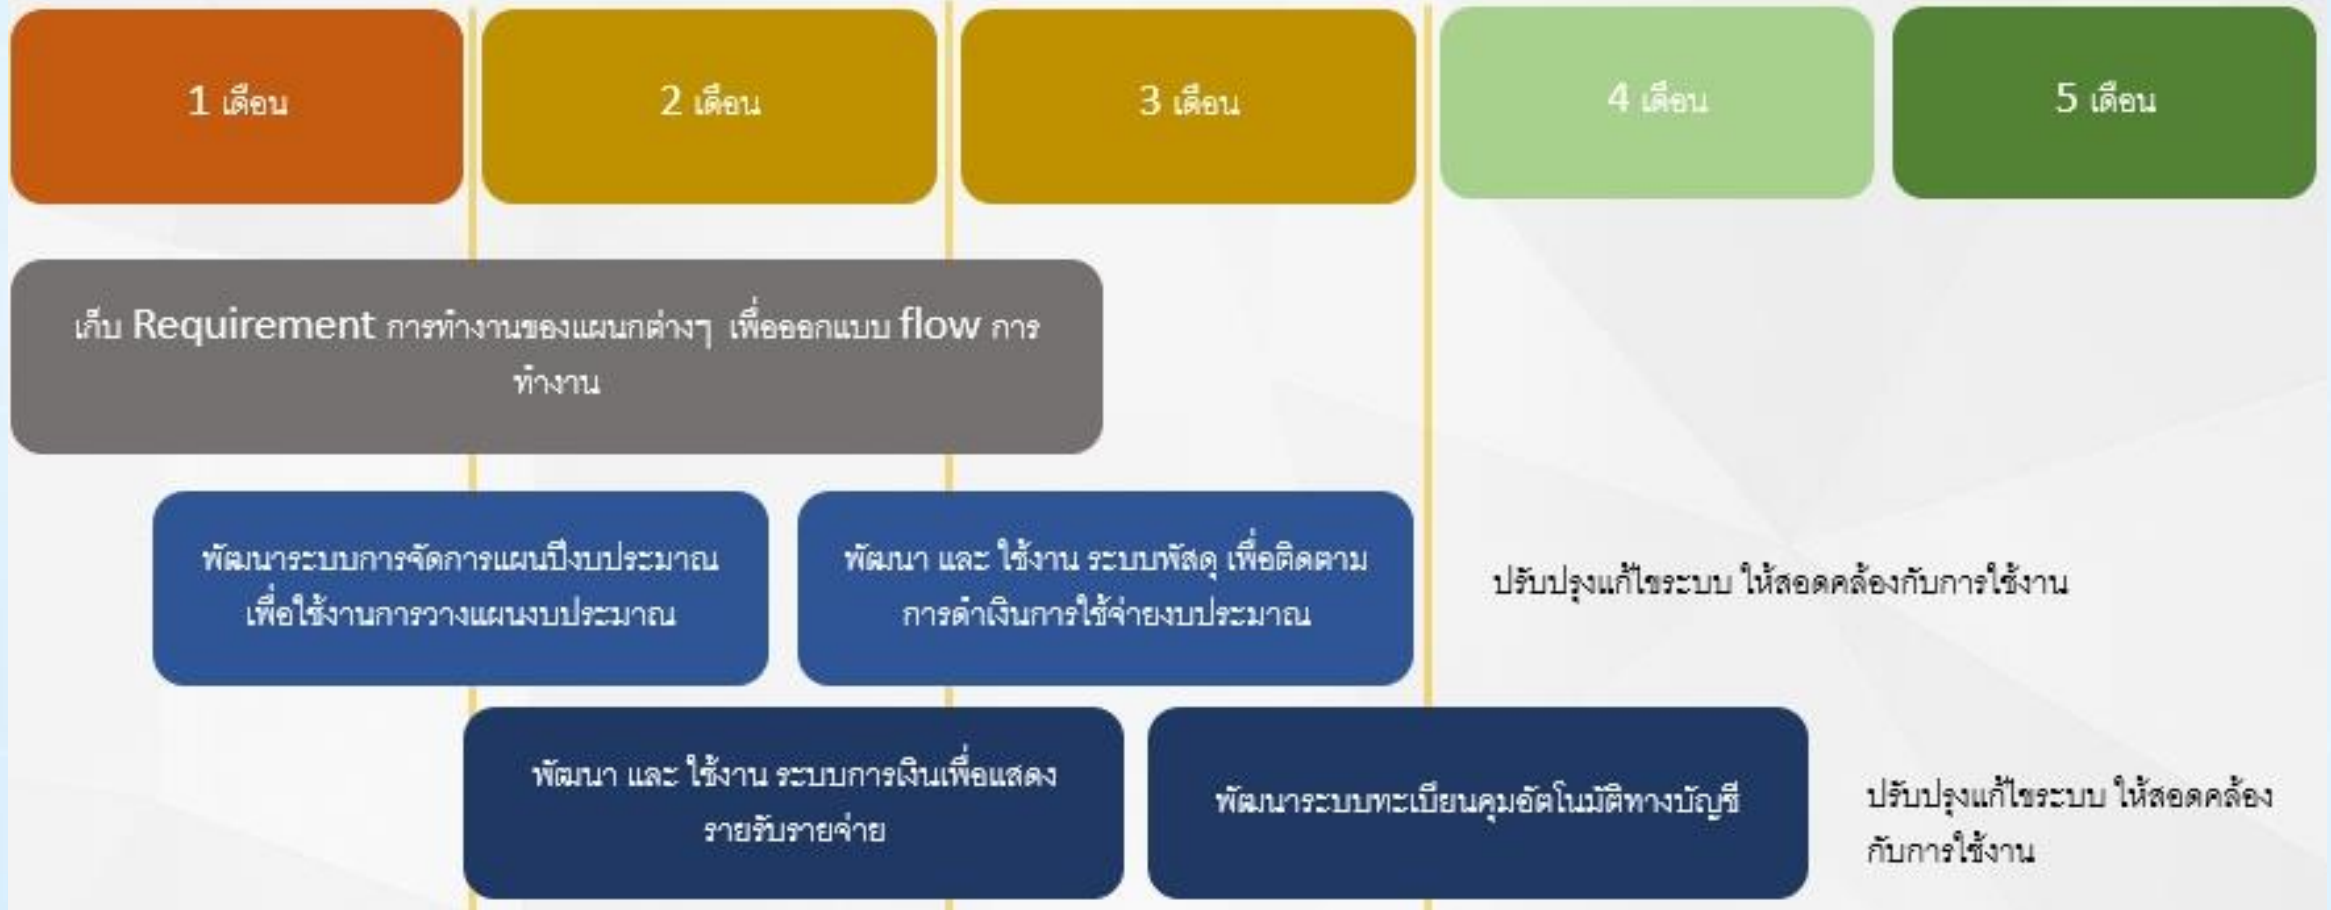 1 เดือน
2 เดือน
3 เดือน
4 เดือน
5 เดือน
เก็บ Requirement การทำงานของแผนกต่างๆ เพื่อออกแบบ flow การ
ทำงาน
พัฒนาระบบการจัดการแผนปีงบประมาณ
เพื่อใช้งานการวางแผนงบประมาณ
พัฒนา และ ใช้งาน ระบบพัสดุ เพื่อติดตาม
การดำเงินการใช้จ่ายงบประมาณ
ปรับปรุงแก้ไขระบบ ให้สอดคล้องกับการใช้งาน
พัฒนา และ ใช้งาน ระบบการเงินเพื่อแสดง
รายรับรายจ่าย
พัฒนาระบบทะเบียนคุมอัตโนมัติทางบัญชี
ปรับปรุงแก้ไขระบบ ให้สอดคล้อง
กับการใช้งาน